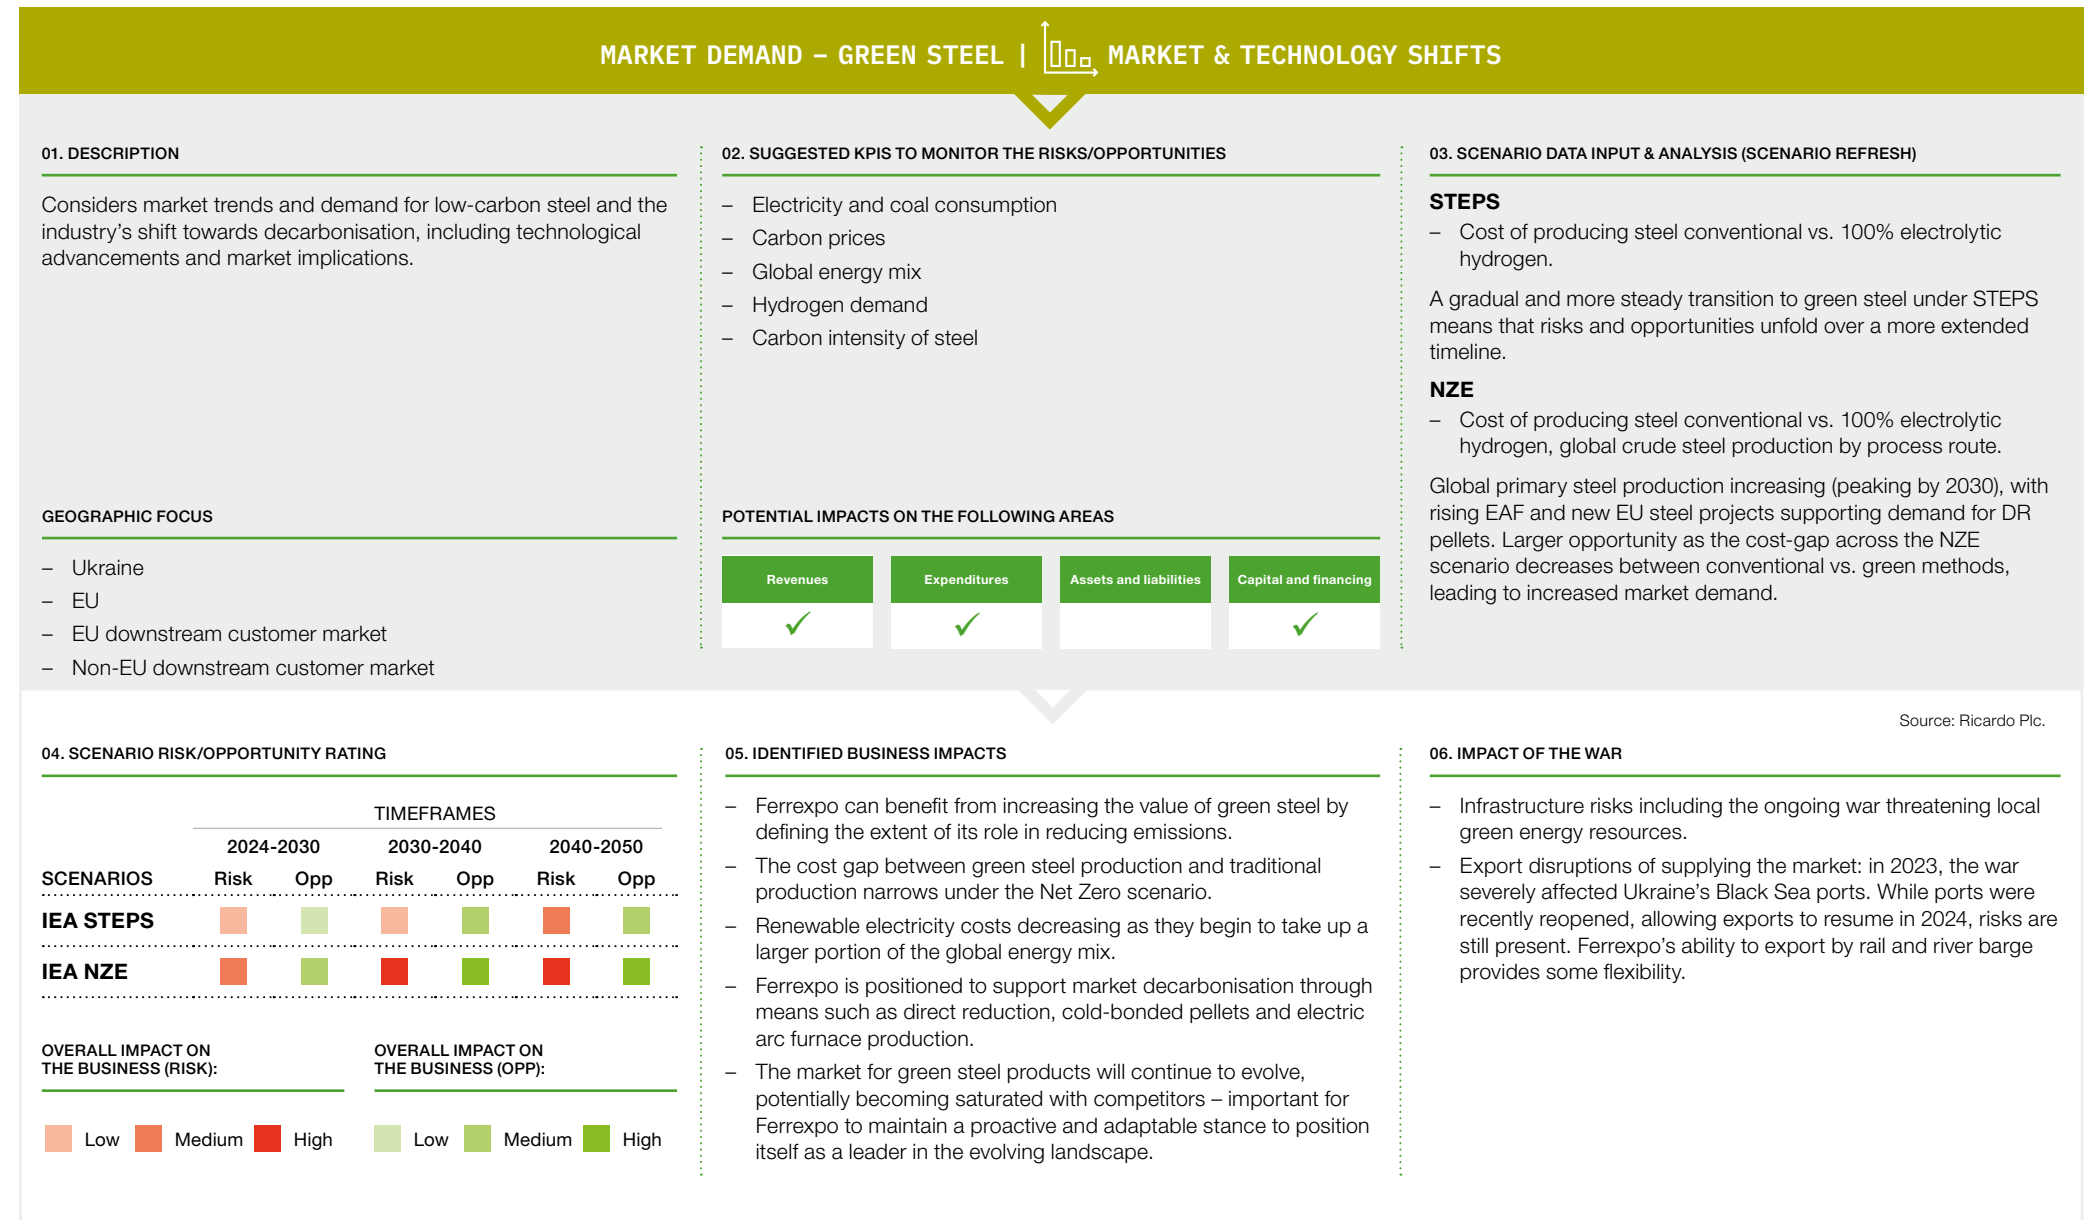 MARKET DEMAND – GREEN STEEL | MARKET & TECHNOLOGY SHIFTS
01. DESCRIPTION
Considers market trends and demand for low-carbon steel and the
industry's shift towards decarbonisation, including technological
advancements and market implications.
GEOGRAPHIC FOCUS
– Ukraine
– EU
– EU downstream customer market
– Non-EU downstream customer market
02. SUGGESTED KPIS TO MONITOR THE RISKS/OPPORTUNITIES
– Electricity and coal consumption
– Carbon prices
– Global energy mix
– Hydrogen demand
– Carbon intensity of steel
POTENTIAL IMPACTS ON THE FOLLOWING AREAS
Revenues Expenditures Assets and liabilities Capital and financing
03. SCENARIO DATA INPUT & ANALYSIS (SCENARIO REFRESH)
STEPS
– Cost of producing steel conventional vs. 100% electrolytic
hydrogen.
A gradual and more steady transition to green steel under STEPS
means that risks and opportunities unfold over a more extended
timeline.
NZE
– Cost of producing steel conventional vs. 100% electrolytic
hydrogen, global crude steel production by process route.
Global primary steel production increasing (peaking by 2030), with
rising EAF and new EU steel projects supporting demand for DR
pellets. Larger opportunity as the cost-gap across the NZE
scenario decreases between conventional vs. green methods,
leading to increased market demand.
Source: Ricardo Plc.
04. SCENARIO RISK/OPPORTUNITY RATING
TIMEFRAMES
2024-2030 2030-2040 2040-2050
SCENARIOS Risk Opp Risk Opp Risk Opp
IEA STEPS
IEA NZE
OVERALL IMPACT ON
THE BUSINESS (RISK):
Low Medium High
OVERALL IMPACT ON
THE BUSINESS (OPP):
Low Medium High
05. IDENTIFIED BUSINESS IMPACTS
– Ferrexpo can benefit from increasing the value of green steel by
defining the extent of its role in reducing emissions.
– The cost gap between green steel production and traditional
production narrows under the Net Zero scenario.
– Renewable electricity costs decreasing as they begin to take up a
larger portion of the global energy mix.
– Ferrexpo is positioned to support market decarbonisation through
means such as direct reduction, cold-bonded pellets and electric
arc furnace production.
– The market for green steel products will continue to evolve,
potentially becoming saturated with competitors – important for
Ferrexpo to maintain a proactive and adaptable stance to position
itself as a leader in the evolving landscape.
06. IMPACT OF THE WAR
– Infrastructure risks including the ongoing war threatening local
green energy resources.
– Export disruptions of supplying the market: in 2023, the war
severely affected Ukraine's Black Sea ports. While ports were
recently reopened, allowing exports to resume in 2024, risks are
still present. Ferrexpo's ability to export by rail and river barge
provides some flexibility.